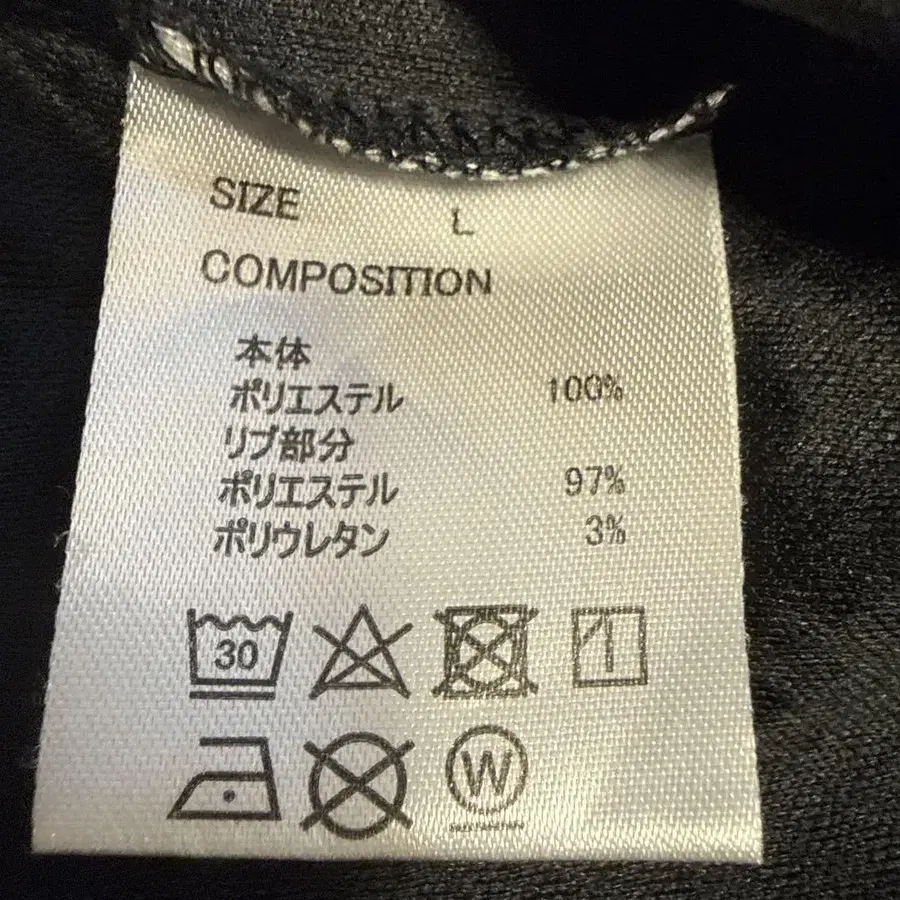 SIZE L
COMPOSITION
本体
ポリエステル 100%
リブ部分
ポリエステル 97%
ポリウレタン 3%
30
W